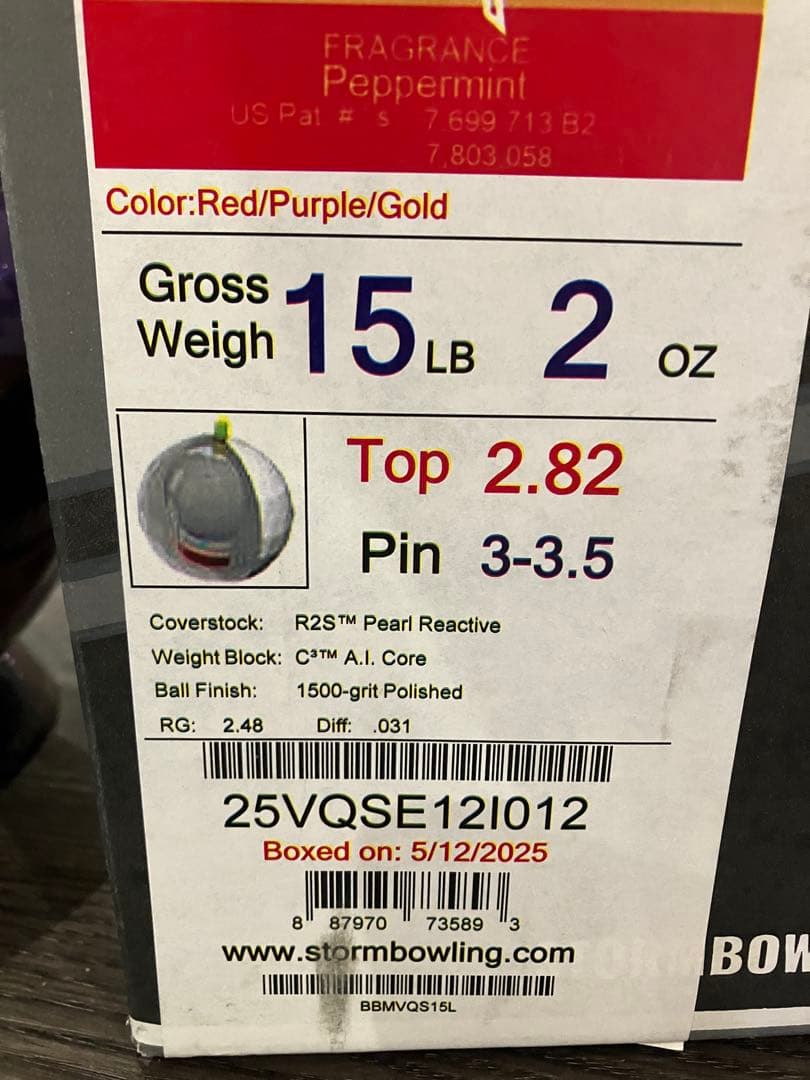 FRAGRANCE
Peppermint
US Pat # s 7 699 713 B2
7,803,058
Color:Red/Purple/Gold
Gross
Weigh 15 LB 2 oz
Top 2.82
Pin 3-3.5
Coverstock: R2S™ Pearl Reactive
Weight Block: C³™ A.I. Core
Ball Finish: 1500-grit Polished
RG: 2.48 Diff: .031
25VQSE12I012
Boxed on: 5/12/2025
8 87970 73589 3
www.stormbowling.com
BBMVQS15L
BOW